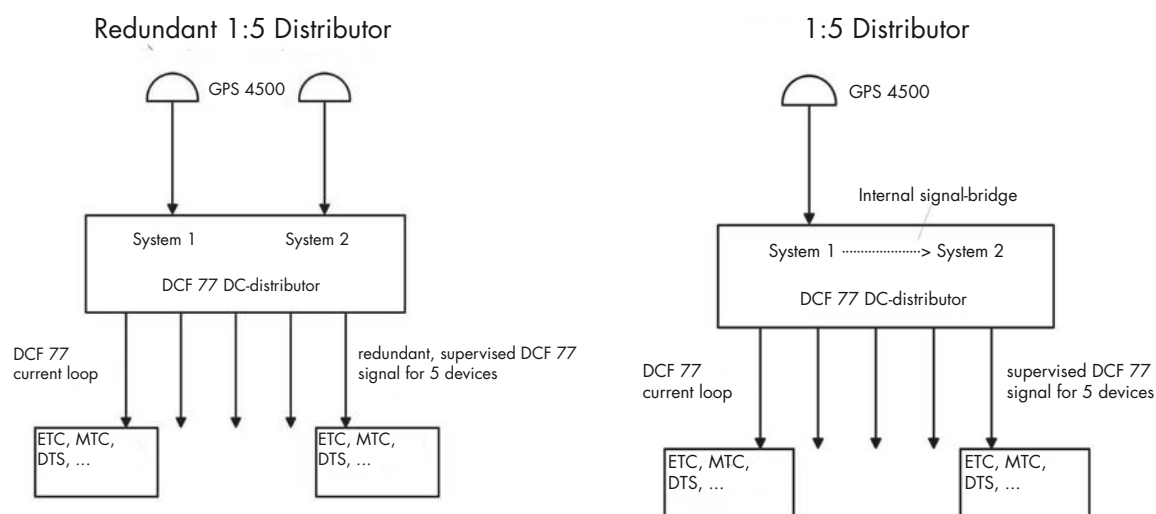 Redundant 1:5 Distributor
GPS 4500
System 1
System 2
DCF 77 DC-distributor
DCF 77
current loop
redundant, supervised DCF 77
signal for 5 devices
ETC, MTC,
DTS, ...
ETC, MTC,
DTS, ...
1:5 Distributor
GPS 4500
Internal signal-bridge
System 1 ····················> System 2
DCF 77 DC-distributor
DCF 77
current loop
supervised DCF 77
signal for 5 devices
ETC, MTC,
DTS, ...
ETC, MTC,
DTS, ...